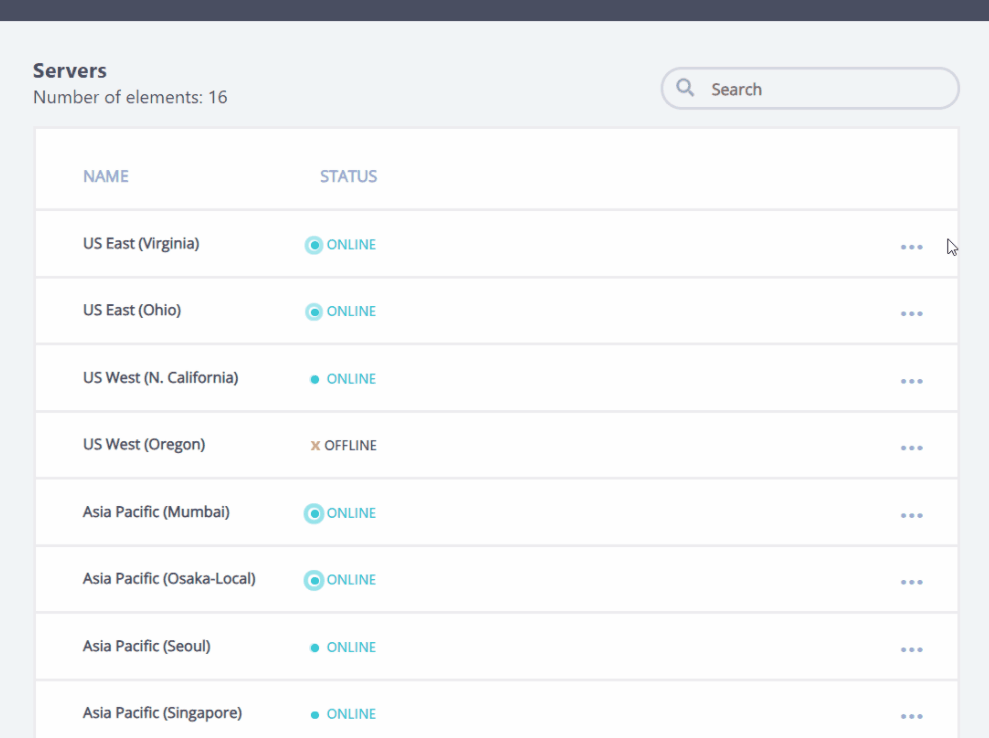 Servers
Number of elements: 16
Search
NAME STATUS
US East (Virginia) ONLINE
US East (Ohio) ONLINE
US West (N. California) ONLINE
US West (Oregon) x OFFLINE
Asia Pacific (Mumbai) ONLINE
Asia Pacific (Osaka-Local) ONLINE
Asia Pacific (Seoul) ONLINE
Asia Pacific (Singapore) ONLINE